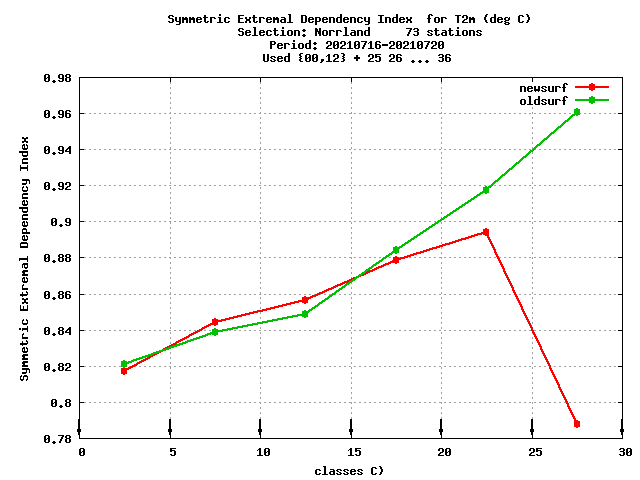 Symmetric Extremal Dependency Index  for T2m (deg C)
Selection: Norrland     73 stations
Period: 20210716-20210720
Used {00,12} + 25 26 ... 36
newsurf
oldsurf
Symmetric Extremal Dependency Index
0.98
0.96
0.94
0.92
0.9
0.88
0.86
0.84
0.82
0.8
0.78
0 5 10 15 20 25 30
classes C)